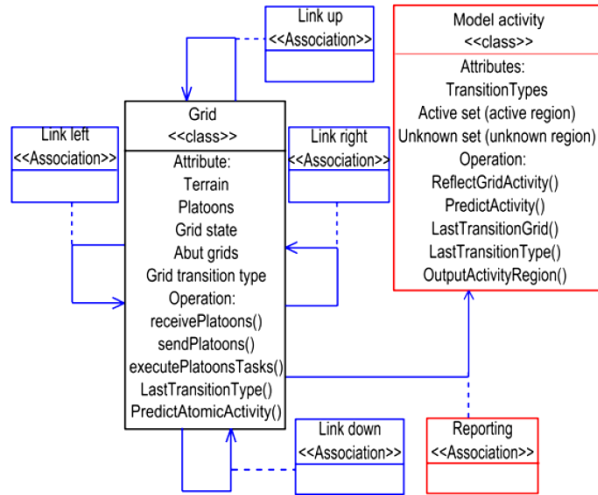 Link up
<<Association>>
Model activity
<<class>>
Attributes:
TransitionTypes
Active set (active region)
Unknown set (unknown region)
Operation:
ReflectGridActivity()
PredictActivity()
LastTransitionGrid()
LastTransitionType()
OutputActivityRegion()
Link left
<<Association>>
Grid
<<class>>
Attribute:
Terrain
Platoons
Grid state
Abut grids
Grid transition type
Operation:
receivePlatoons()
sendPlatoons()
executePlatoonsTasks()
LastTransitionType()
PredictAtomicActivity()
Link right
<<Association>>
Link down
<<Association>>
Reporting
<<Association>>